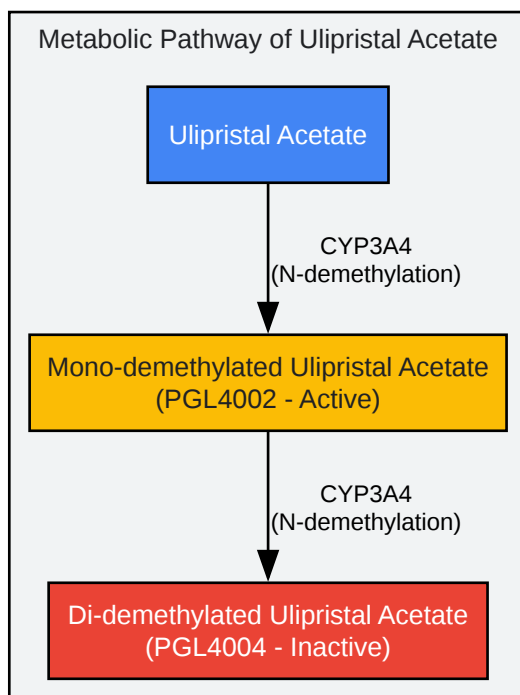 Metabolic Pathway of Ulipristal Acetate
Ulipristal Acetate
CYP3A4
(N-demethylation)
Mono-demethylated Ulipristal Acetate
(PGL4002 - Active)
CYP3A4
(N-demethylation)
Di-demethylated Ulipristal Acetate
(PGL4004 - Inactive)